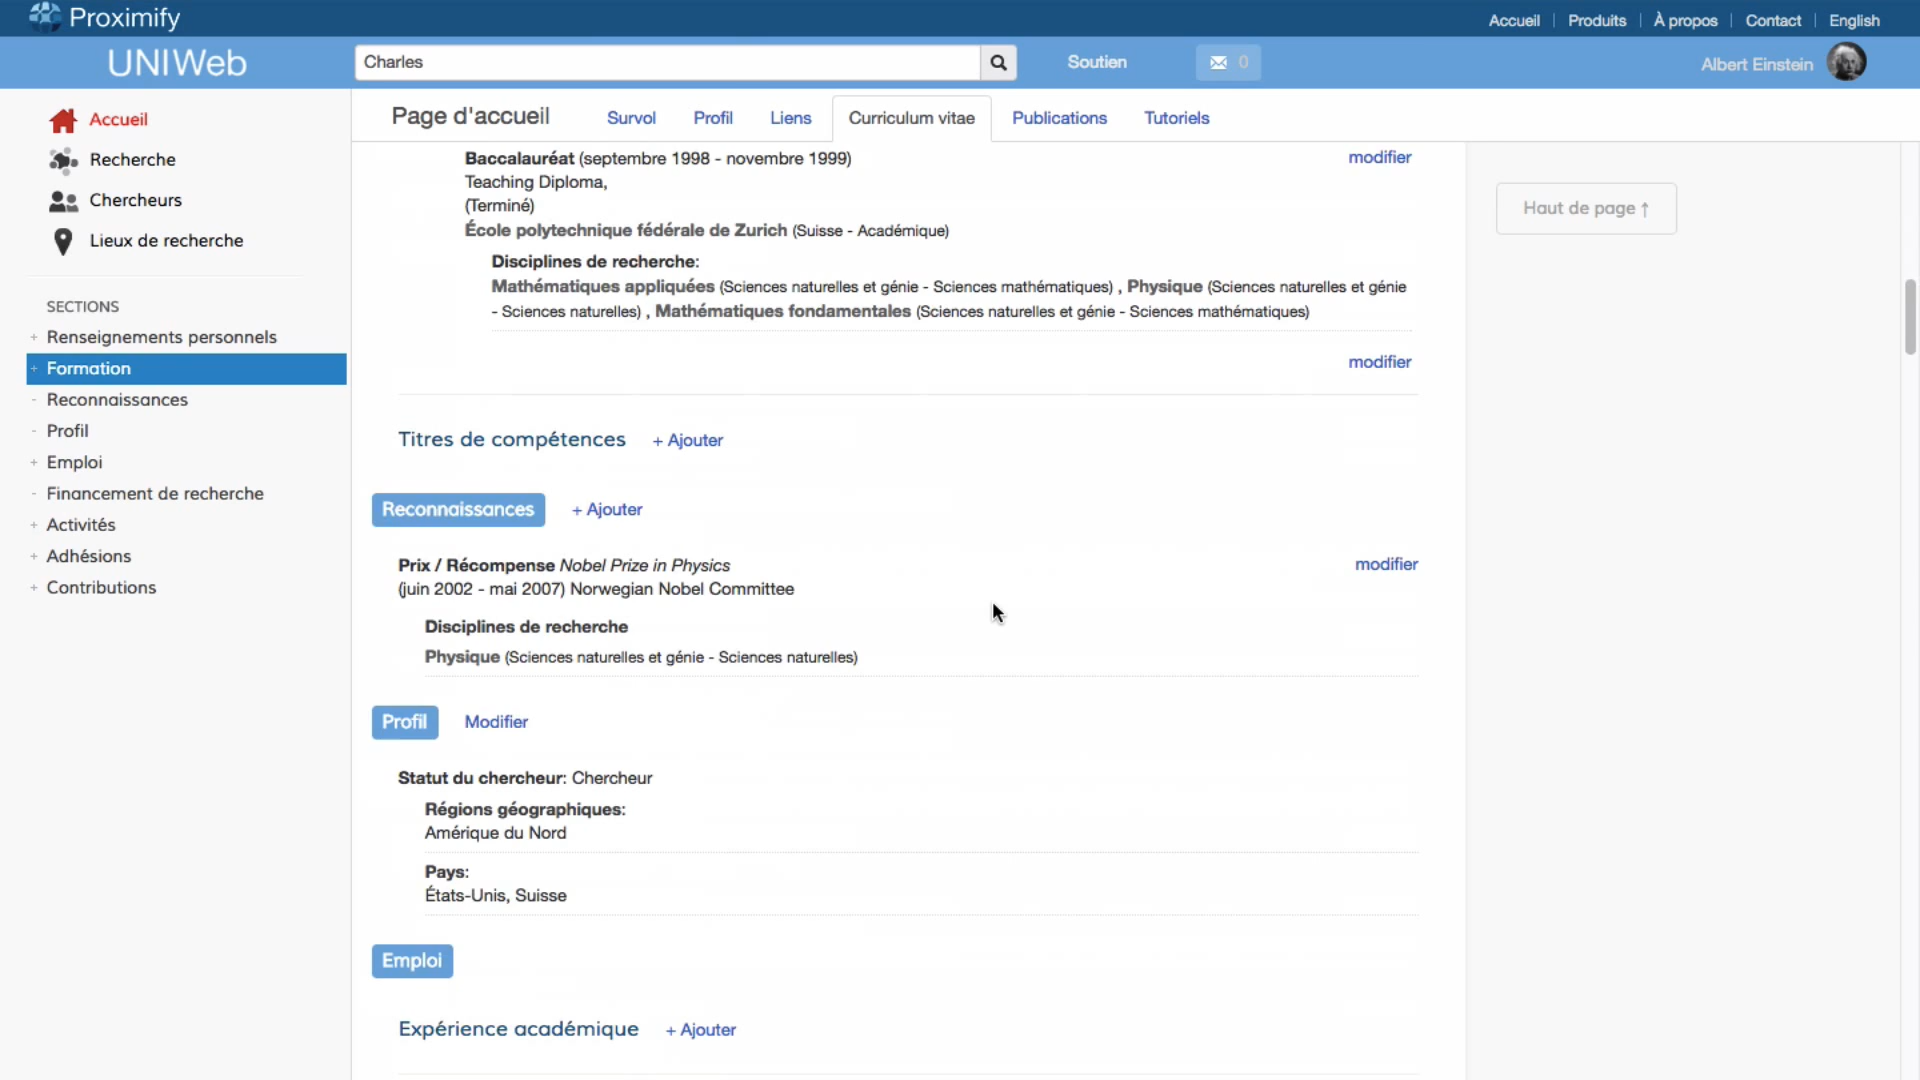 Proximify
Accueil Produits À propos Contact English
UNIWeb
Charles
Soutien
0
Albert Einstein
Accueil
Recherche
Chercheurs
Lieux de recherche
SECTIONS
+ Renseignements personnels
+ Formation
- Reconnaissances
- Profil
+ Emploi
- Financement de recherche
+ Activités
+ Adhésions
+ Contributions
Page d'accueil Survol Profil Liens Curriculum vitae Publications Tutoriels
Baccalauréat (septembre 1998 - novembre 1999) modifier
Teaching Diploma,
(Terminé)
École polytechnique fédérale de Zurich (Suisse - Académique)
Disciplines de recherche:
Mathématiques appliquées (Sciences naturelles et génie - Sciences mathématiques) , Physique (Sciences naturelles et génie
- Sciences naturelles) , Mathématiques fondamentales (Sciences naturelles et génie - Sciences mathématiques)
modifier
Titres de compétences + Ajouter
Reconnaissances + Ajouter
Prix / Récompense Nobel Prize in Physics modifier
(juin 2002 - mai 2007) Norwegian Nobel Committee
Disciplines de recherche
Physique (Sciences naturelles et génie - Sciences naturelles)
Profil Modifier
Statut du chercheur: Chercheur
Régions géographiques:
Amérique du Nord
Pays:
États-Unis, Suisse
Emploi
Expérience académique + Ajouter
Haut de page ↑